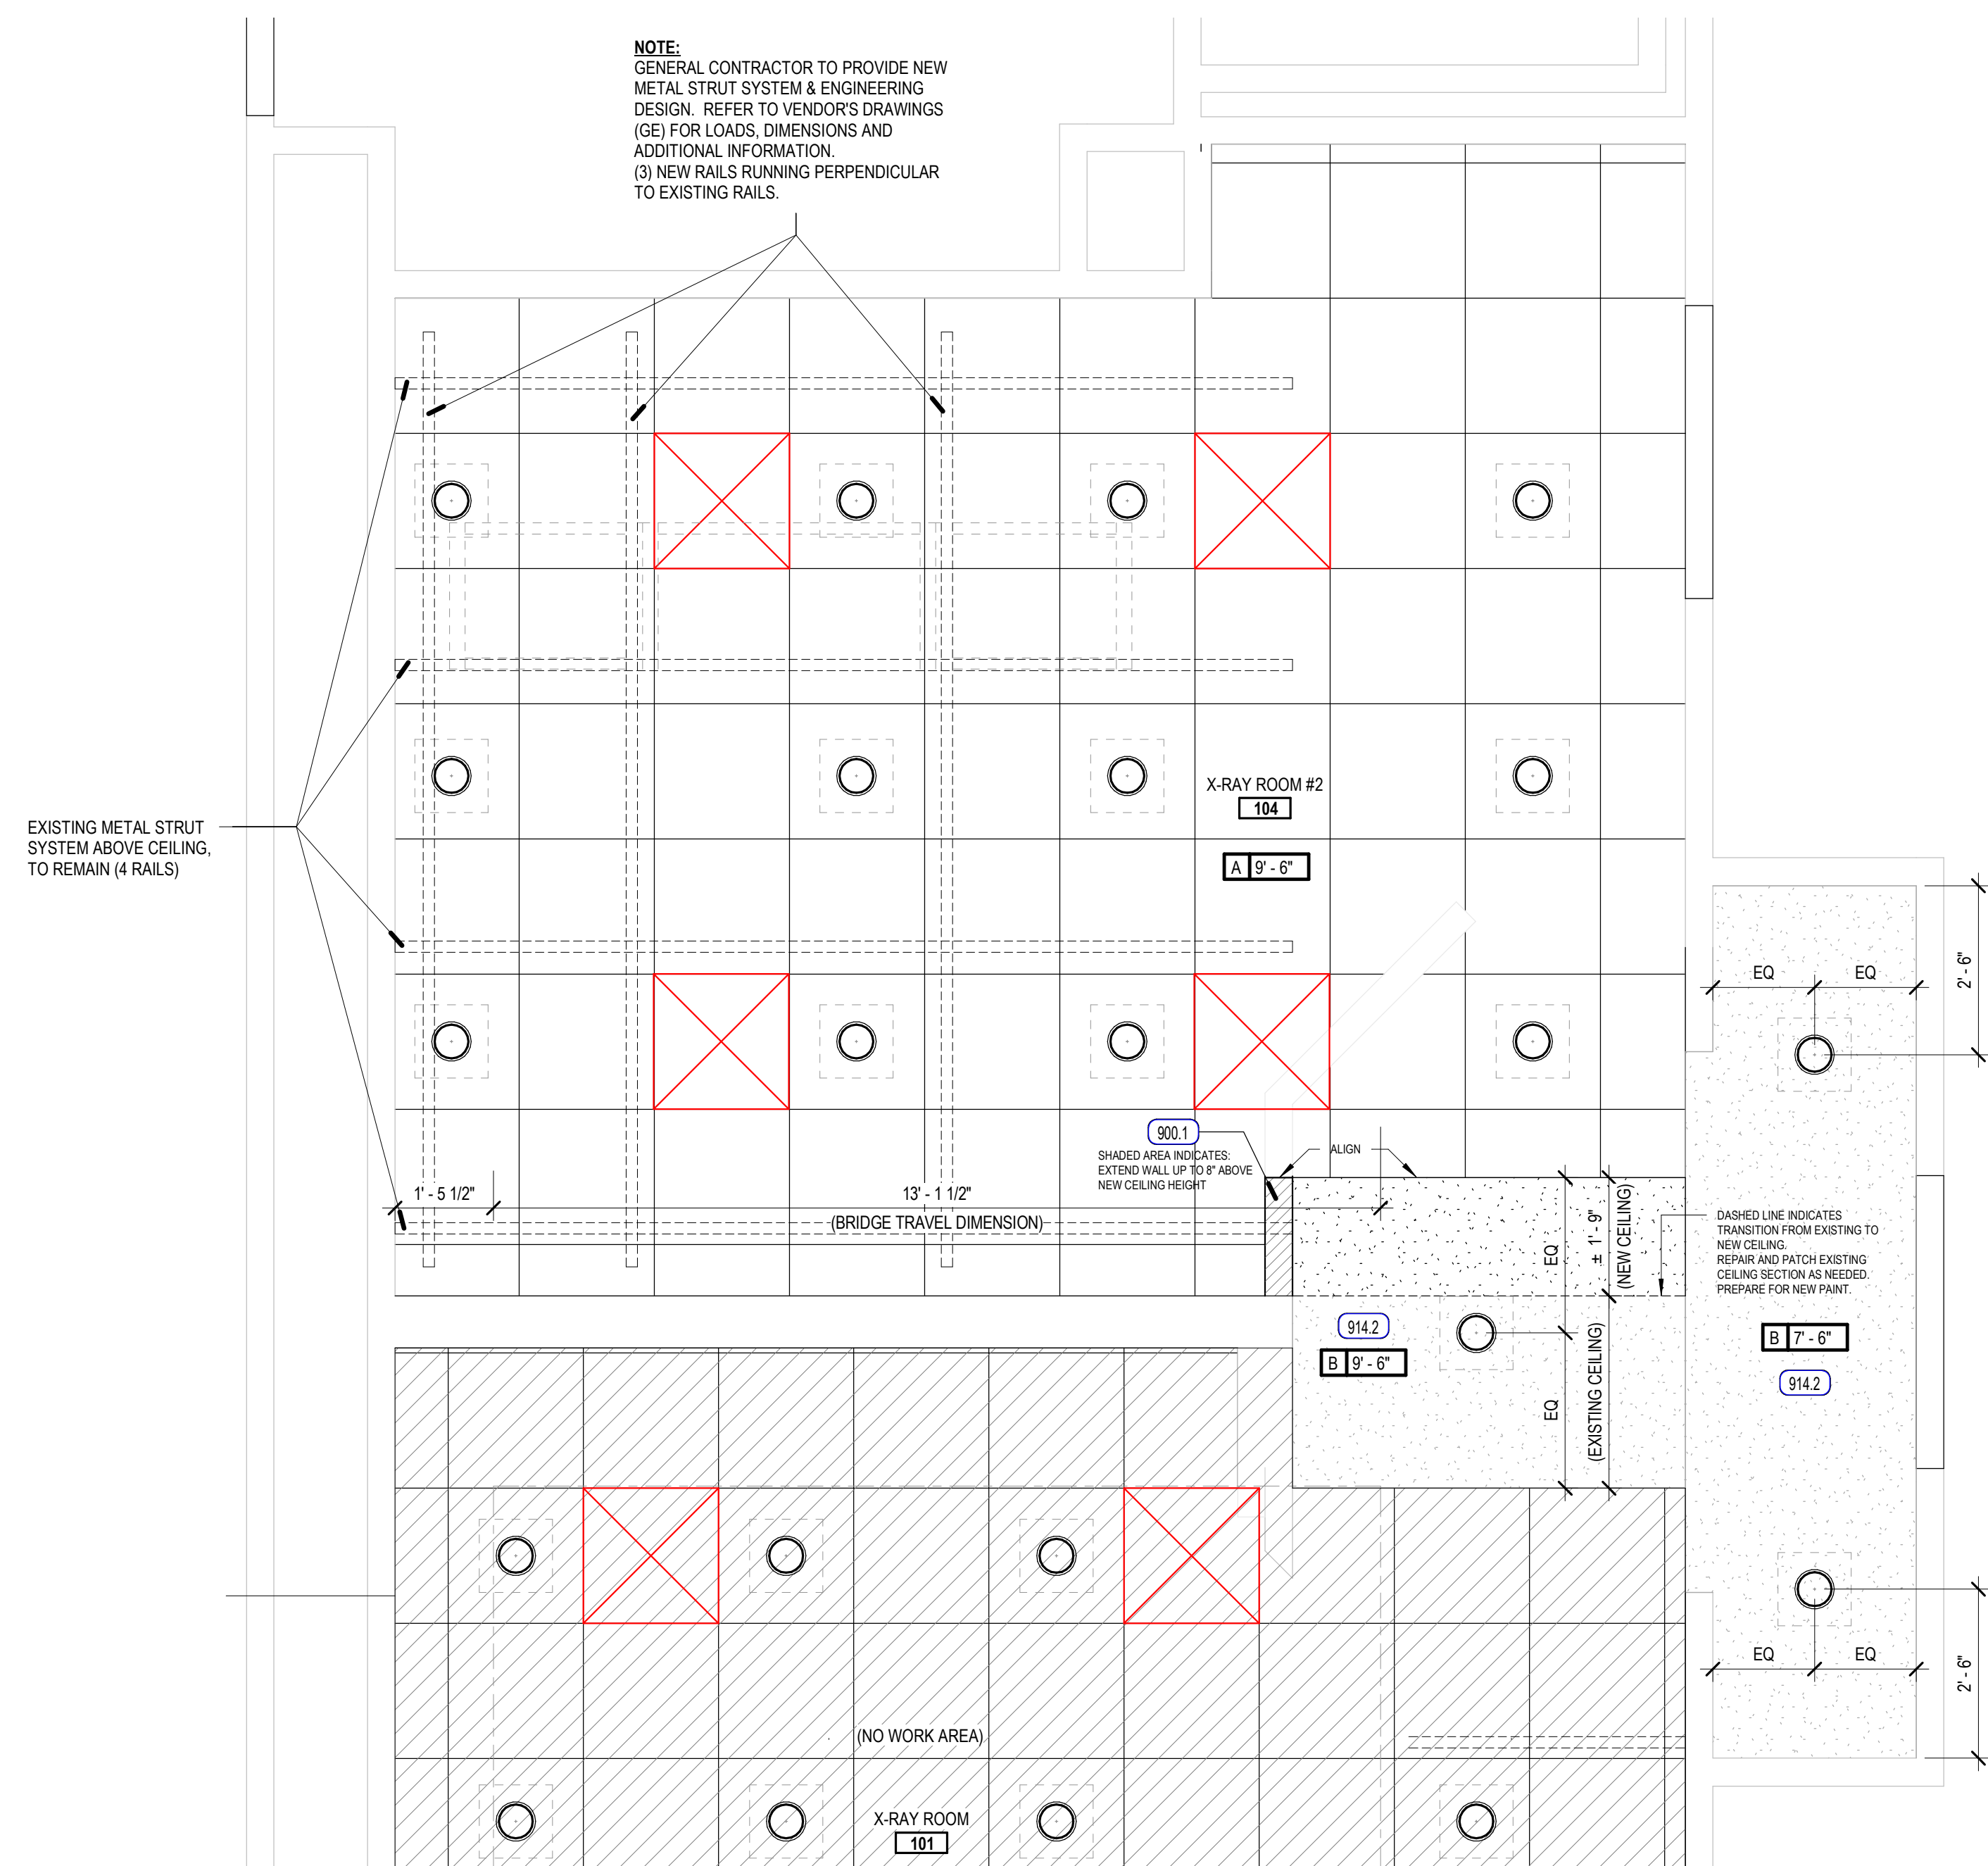 NOTE:
GENERAL CONTRACTOR TO PROVIDE NEW
METAL STRUT SYSTEM & ENGINEERING
DESIGN.  REFER TO VENDOR'S DRAWINGS
(GE) FOR LOADS, DIMENSIONS AND
ADDITIONAL INFORMATION.
(3) NEW RAILS RUNNING PERPENDICULAR
TO EXISTING RAILS.
X-RAY ROOM #2
104
A 9' - 6"
EXISTING METAL STRUT
SYSTEM ABOVE CEILING,
TO REMAIN (4 RAILS)
EQ
EQ
2' - 6"
900.1
SHADED AREA INDICATES:
EXTEND WALL UP TO 8" ABOVE
NEW CEILING HEIGHT
ALIGN
1' - 5 1/2"
13' - 1 1/2"
(BRIDGE TRAVEL DIMENSION)
EQ
± 1' - 9"
(NEW CEILING)
DASHED LINE INDICATES
TRANSITION FROM EXISTING TO
NEW CEILING.
REPAIR AND PATCH EXISTING
CEILING SECTION AS NEEDED.
PREPARE FOR NEW PAINT.
914.2
B 9' - 6"
EQ
(EXISTING CEILING)
B 7' - 6"
914.2
EQ
EQ
2' - 6"
(NO WORK AREA)
X-RAY ROOM
101